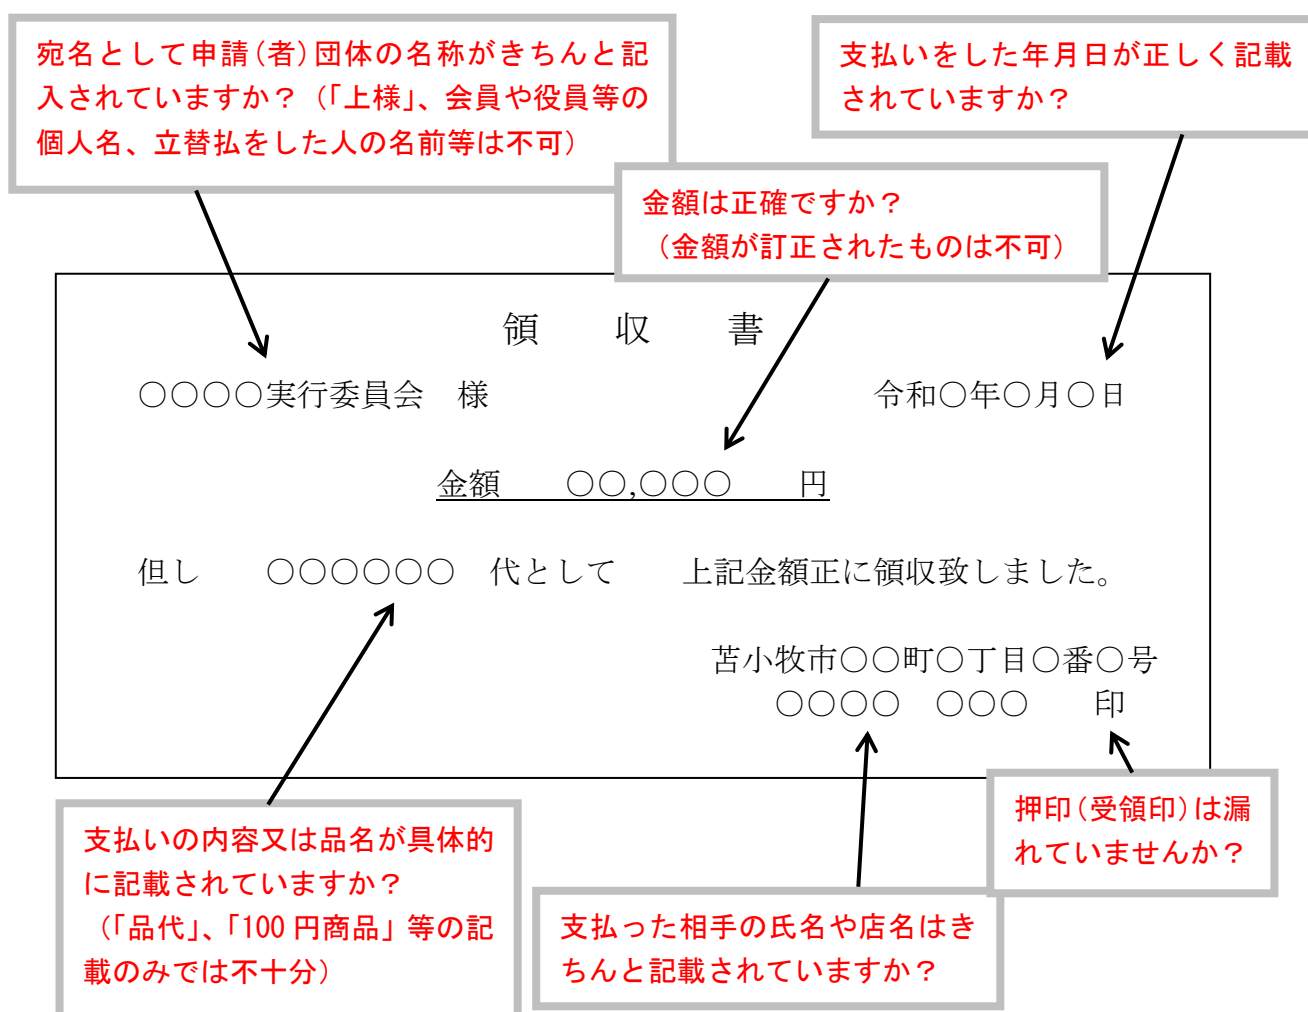 宛名として申請(者)団体の名称がきちんと記
入されていますか？（「上様」、会員や役員等の
個人名、立替払をした人の名前等は不可）
支払いをした年月日が正しく記載
されていますか？
金額は正確ですか？
（金額が訂正されたものは不可）
領　収　書
○○○○実行委員会　様
令和○年○月○日
金額　○○,○○○　円
但し　○○○○○○　代として　上記金額正に領収致しました。
苫小牧市○○町○丁目○番○号
○○○○　○○○　印
支払いの内容又は品名が具体的
に記載されていますか？
（「品代」、「100 円商品」等の記
載のみでは不十分）
支払った相手の氏名や店名はき
ちんと記載されていますか？
押印（受領印）は漏
れていませんか？